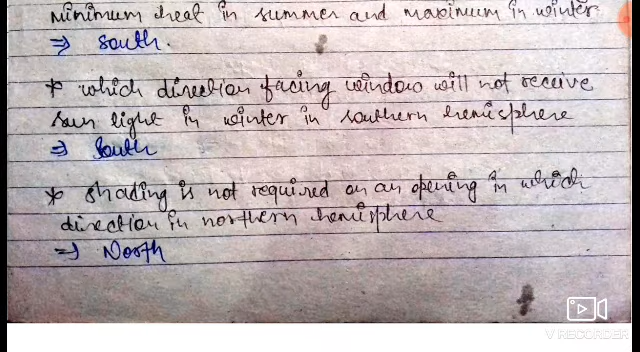 minimum heat in summer and maximum in winter.
⇒ South.
* which direction facing window will not receive
sun light in winter in southern hemisphere
⇒ South
* Shading is not required on an opening in which
direction in northern hemisphere
⇒ North
V RECORDER